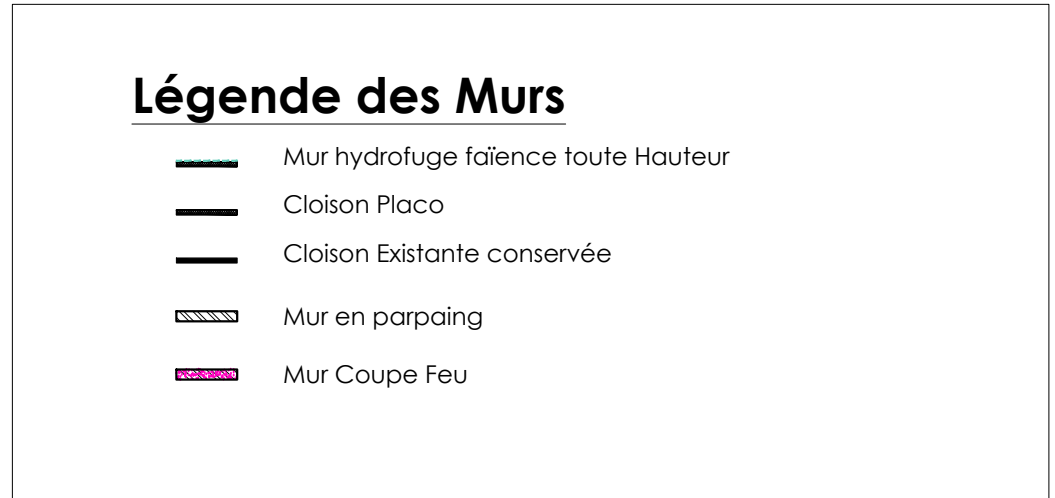 Légende des Murs
Mur hydrofuge faïence toute Hauteur
Cloison Placo
Cloison Existante conservée
Mur en parpaing
Mur Coupe Feu